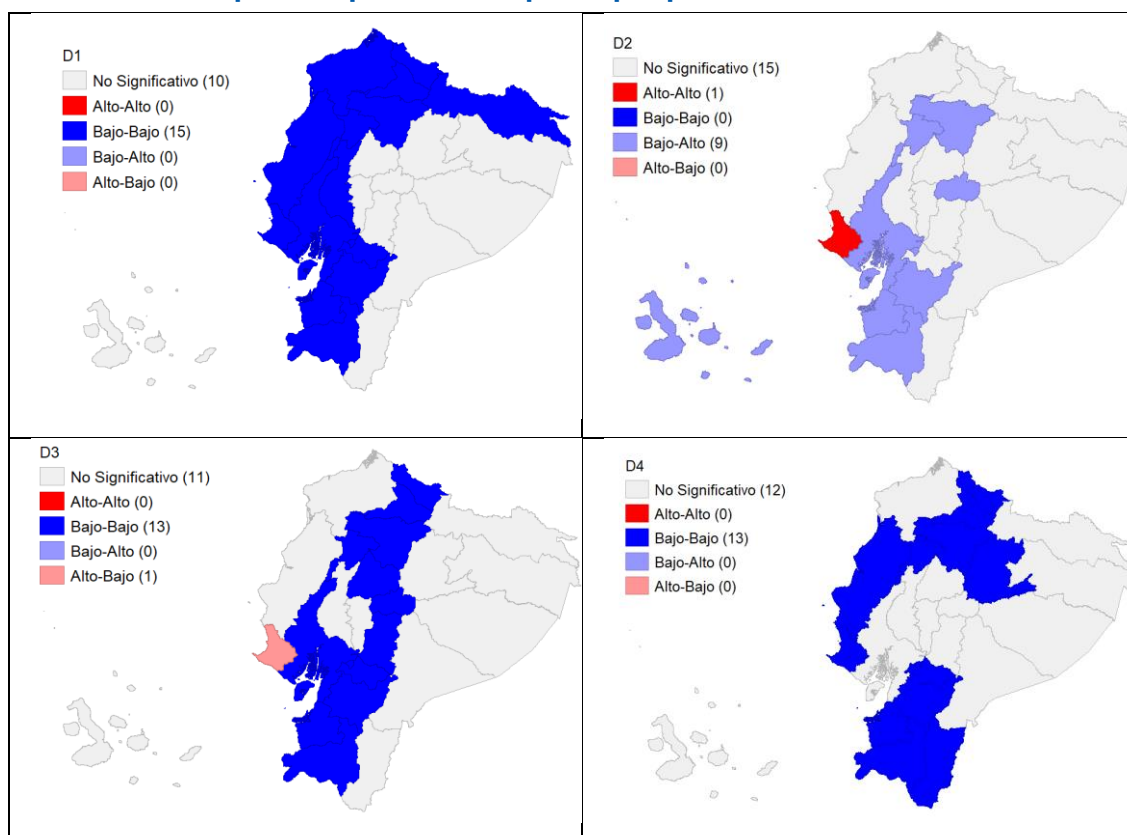 D1
No Significativo (10)
Alto-Alto (0)
Bajo-Bajo (15)
Bajo-Alto (0)
Alto-Bajo (0)
D2
No Significativo (15)
Alto-Alto (1)
Bajo-Bajo (0)
Bajo-Alto (9)
Alto-Bajo (0)
D3
No Significativo (11)
Alto-Alto (0)
Bajo-Bajo (13)
Bajo-Alto (0)
Alto-Bajo (1)
D4
No Significativo (12)
Alto-Alto (0)
Bajo-Bajo (13)
Bajo-Alto (0)
Alto-Bajo (0)